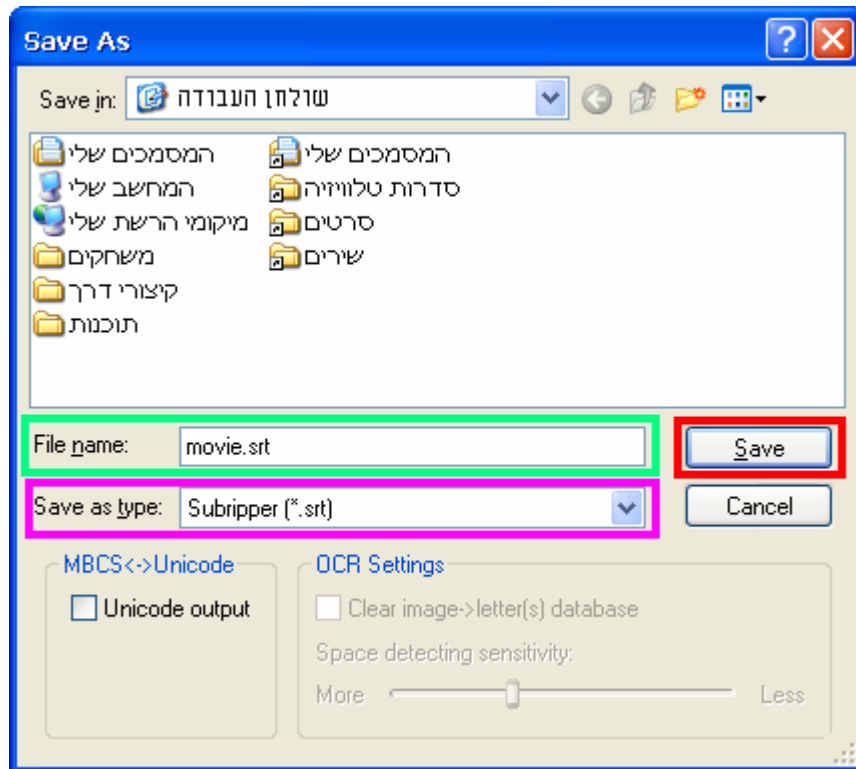 Save As
Save in: שולחן העבודה
המסמכים שלי
המחשב שלי
מיקומי הרשת שלי
משחקים
קיצורי דרך
תוכנות
המסמכים שלי
סדרות טלוויזיה
סרטים
שירים
File name: movie.srt Save
Save as type: Subripper (*.srt) Cancel
MBCS<->Unicode OCR Settings
Unicode output Clear image->letter(s) database
Space detecting sensitivity:
More Less